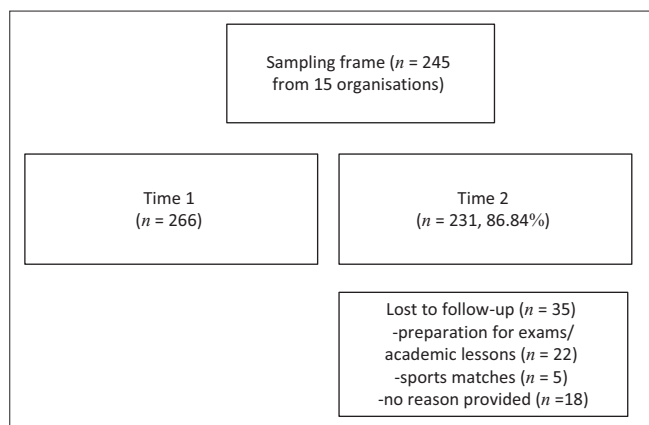 Sampling frame (n = 245
from 15 organisations)
Time 1
(n = 266)
Time 2
(n = 231, 86.84%)
Lost to follow-up (n = 35)
-preparation for exams/
academic lessons (n = 22)
-sports matches (n = 5)
-no reason provided (n =18)